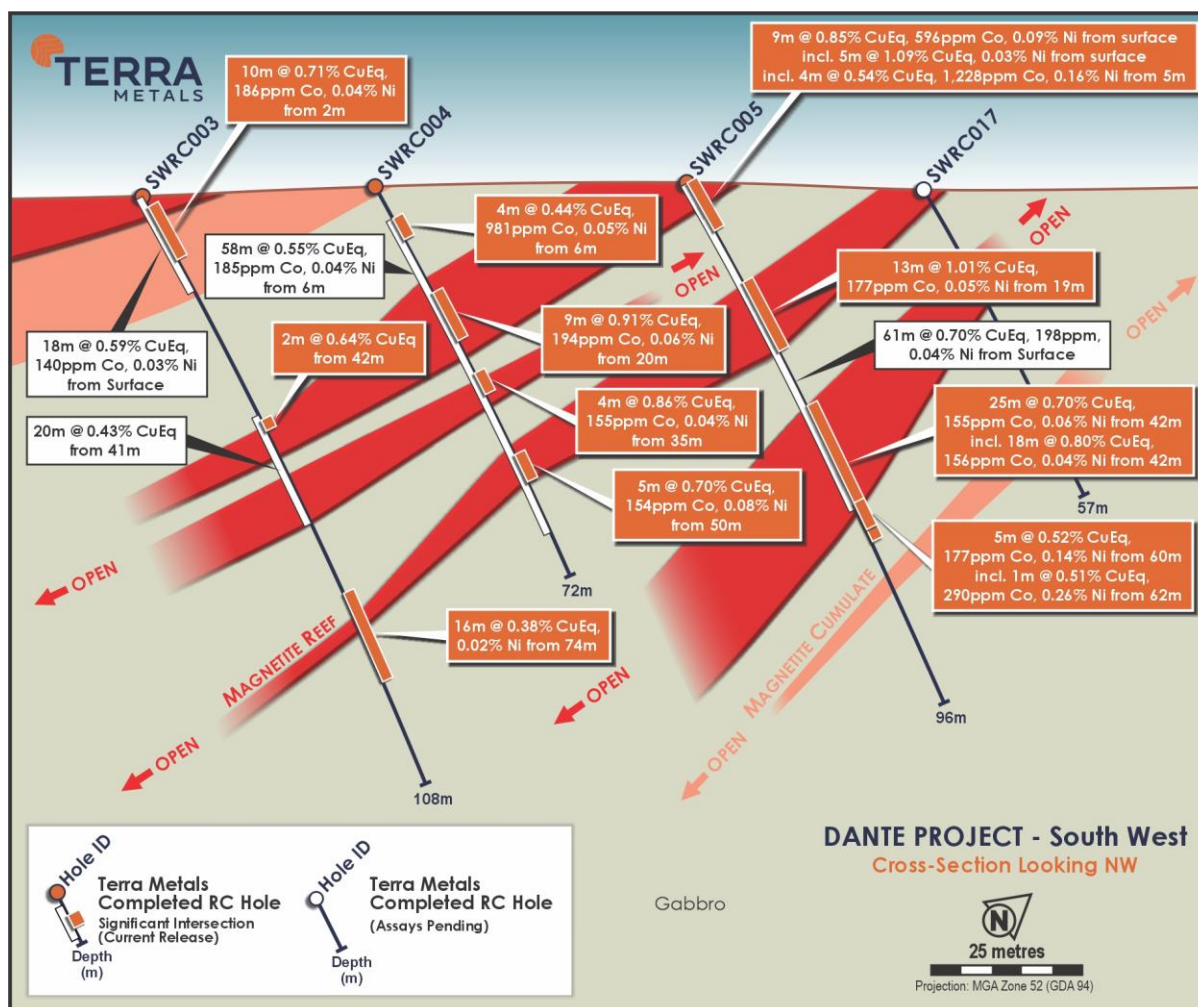 TERRA
METALS
10m @ 0.71% CuEq,
186ppm Co, 0.04% Ni
from 2m
9m @ 0.85% CuEq, 596ppm Co, 0.09% Ni from surface
incl. 5m @ 1.09% CuEq, 0.03% Ni from surface
incl. 4m @ 0.54% CuEq, 1,228ppm Co, 0.16% Ni from 5m
SWRC003
SWRC004
SWRC005
SWRC017
4m @ 0.44% CuEq,
981ppm Co, 0.05% Ni
from 6m
58m @ 0.55% CuEq,
185ppm Co, 0.04% Ni
from 6m
OPEN
OPEN
13m @ 1.01% CuEq,
177ppm Co, 0.05% Ni from 19m
OPEN
9m @ 0.91% CuEq,
194ppm Co, 0.06% Ni
from 20m
2m @ 0.64% CuEq
from 42m
18m @ 0.59% CuEq,
140ppm Co, 0.03% Ni
from Surface
61m @ 0.70% CuEq, 198ppm,
0.04% Ni from Surface
4m @ 0.86% CuEq,
155ppm Co, 0.04% Ni
from 35m
25m @ 0.70% CuEq,
155ppm Co, 0.06% Ni from 42m
incl. 18m @ 0.80% CuEq,
156ppm Co, 0.04% Ni from 42m
20m @ 0.43% CuEq
from 41m
5m @ 0.70% CuEq,
154ppm Co, 0.08% Ni
from 50m
57m
5m @ 0.52% CuEq,
177ppm Co, 0.14% Ni from 60m
incl. 1m @ 0.51% CuEq,
290ppm Co, 0.26% Ni from 62m
OPEN
72m
16m @ 0.38% CuEq,
0.02% Ni from 74m
MAGNETITE REEF
MAGNETITE CUMULATE
OPEN
96m
OPEN
OPEN
108m
Hole ID
Terra Metals
Completed RC Hole
Significant Intersection
(Current Release)
Depth
(m)
Hole ID
Terra Metals
Completed RC Hole
(Assays Pending)
Depth
(m)
Gabbro
DANTE PROJECT - South West
Cross-Section Looking NW
N
25 metres
Projection: MGA Zone 52 (GDA 94)